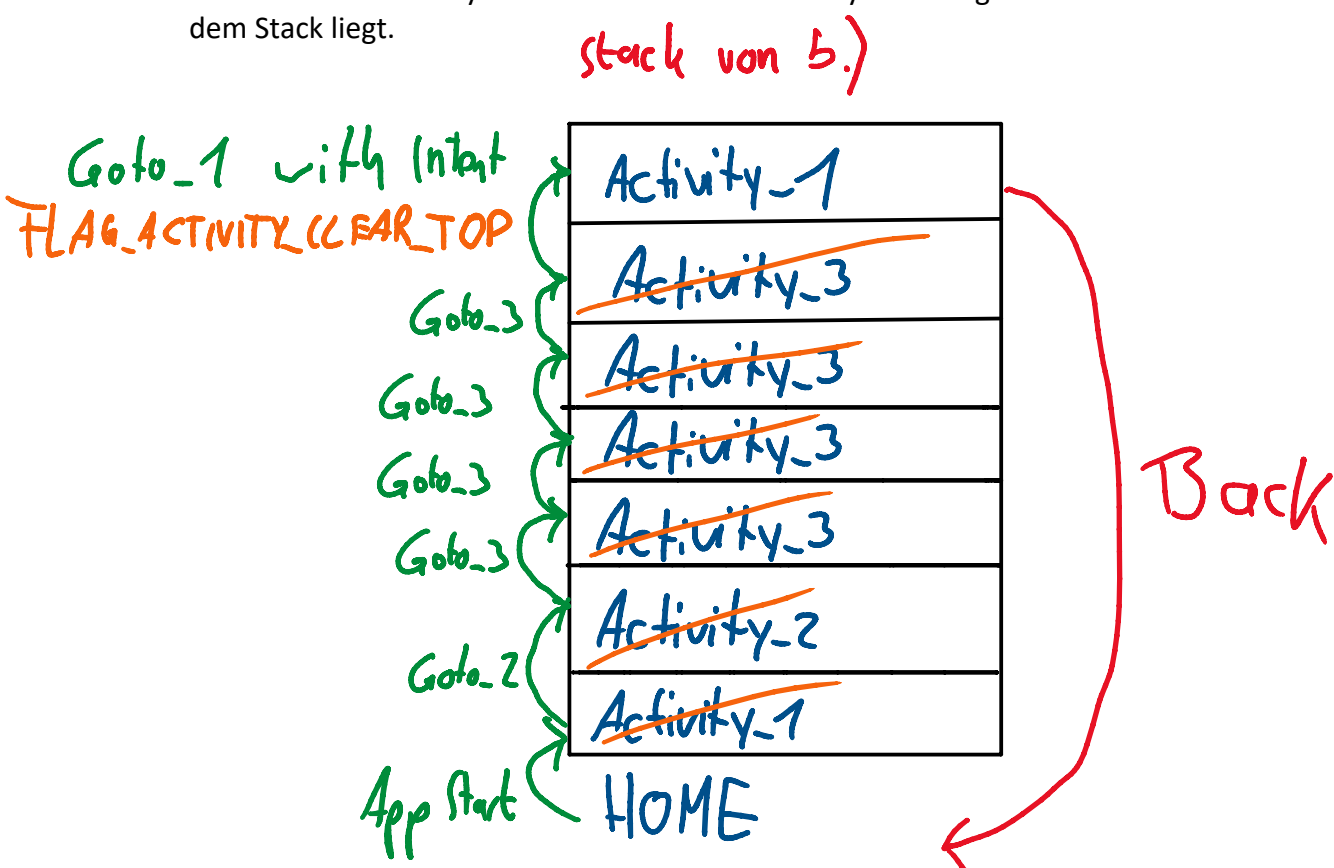 dem Stack liegt.
stack von b.)
Goto_1 with Intent
FLAG_ACTIVITY_CLEAR_TOP
Activity_1
Activity_3
Goto_3
Activity_3
Goto_3
Activity_3
Goto_3
Activity_3
Goto_3
Back
Activity_2
Goto_2
Activity_1
App Start
HOME